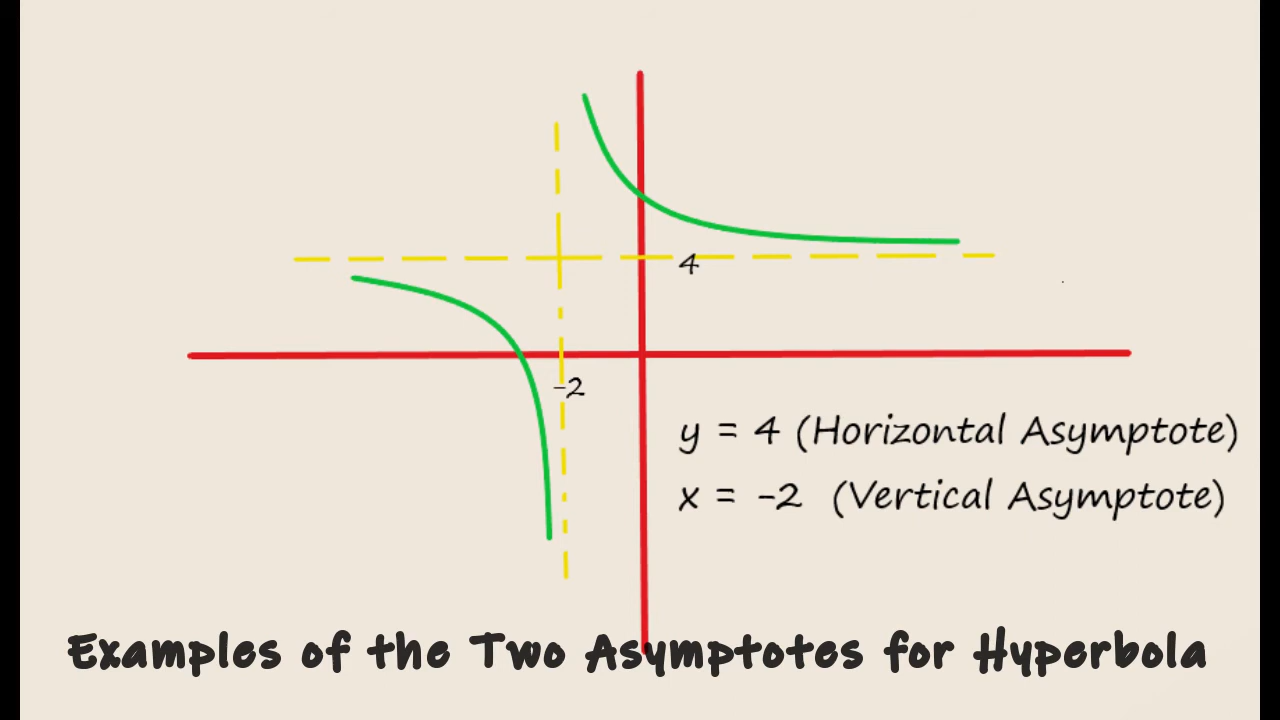 4
-2
y = 4 (Horizontal Asymptote)
x = -2 (Vertical Asymptote)
Examples of the Two Asymptotes for Hyperbola